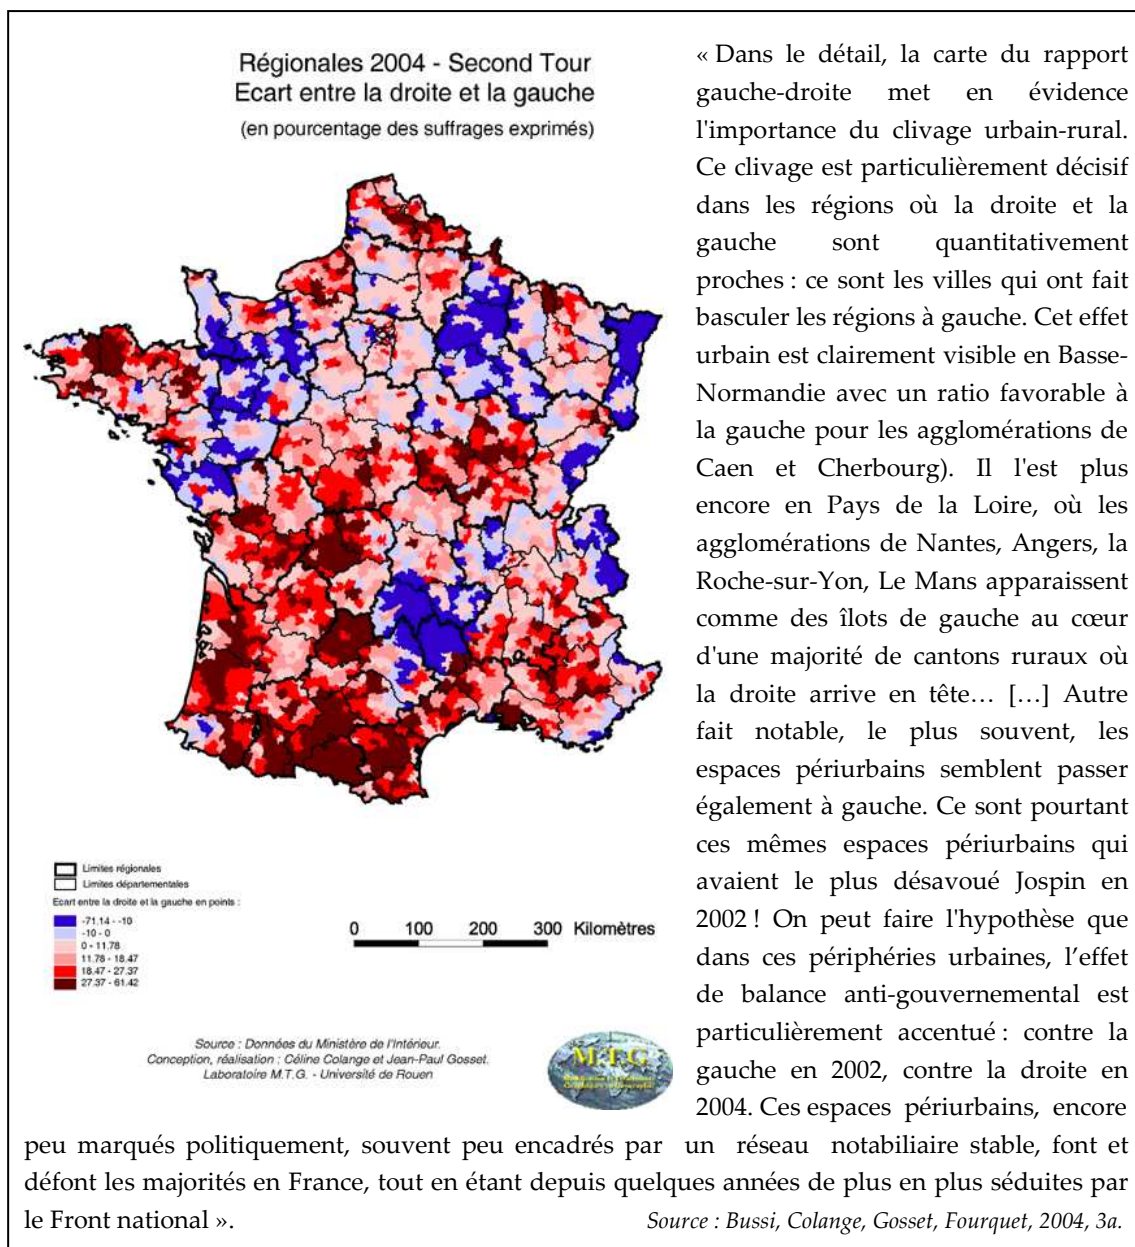 Régionales 2004 - Second Tour
Ecart entre la droite et la gauche
(en pourcentage des suffrages exprimés)
Limites régionales
Limites départementales
Ecart entre la droite et la gauche en points :
-71.14 - -10
-10 - 0
0 - 11.78
11.78 - 18.47
18.47 - 27.37
27.37 - 61.42
0 100 200 300 Kilomètres
Source : Données du Ministère de l'Intérieur.
Conception, réalisation : Céline Colange et Jean-Paul Gosset.
Laboratoire M.T.G. - Université de Rouen
M.T.G
« Dans le détail, la carte du rapport
gauche-droite met en évidence
l'importance du clivage urbain-rural.
Ce clivage est particulièrement décisif
dans les régions où la droite et la
gauche sont quantitativement
proches : ce sont les villes qui ont fait
basculer les régions à gauche. Cet effet
urbain est clairement visible en Basse-
Normandie avec un ratio favorable à
la gauche pour les agglomérations de
Caen et Cherbourg). Il l'est plus
encore en Pays de la Loire, où les
agglomérations de Nantes, Angers, la
Roche-sur-Yon, Le Mans apparaissent
comme des îlots de gauche au cœur
d'une majorité de cantons ruraux où
la droite arrive en tête… […] Autre
fait notable, le plus souvent, les
espaces périurbains semblent passer
également à gauche. Ce sont pourtant
ces mêmes espaces périurbains qui
avaient le plus désavoué Jospin en
2002 ! On peut faire l'hypothèse que
dans ces périphéries urbaines, l’effet
de balance anti-gouvernemental est
particulièrement accentué : contre la
gauche en 2002, contre la droite en
2004. Ces espaces périurbains, encore
peu marqués politiquement, souvent peu encadrés par un réseau notabiliaire stable, font et
défont les majorités en France, tout en étant depuis quelques années de plus en plus séduites par
le Front national ».
Source : Bussi, Colange, Gosset, Fourquet, 2004, 3a.